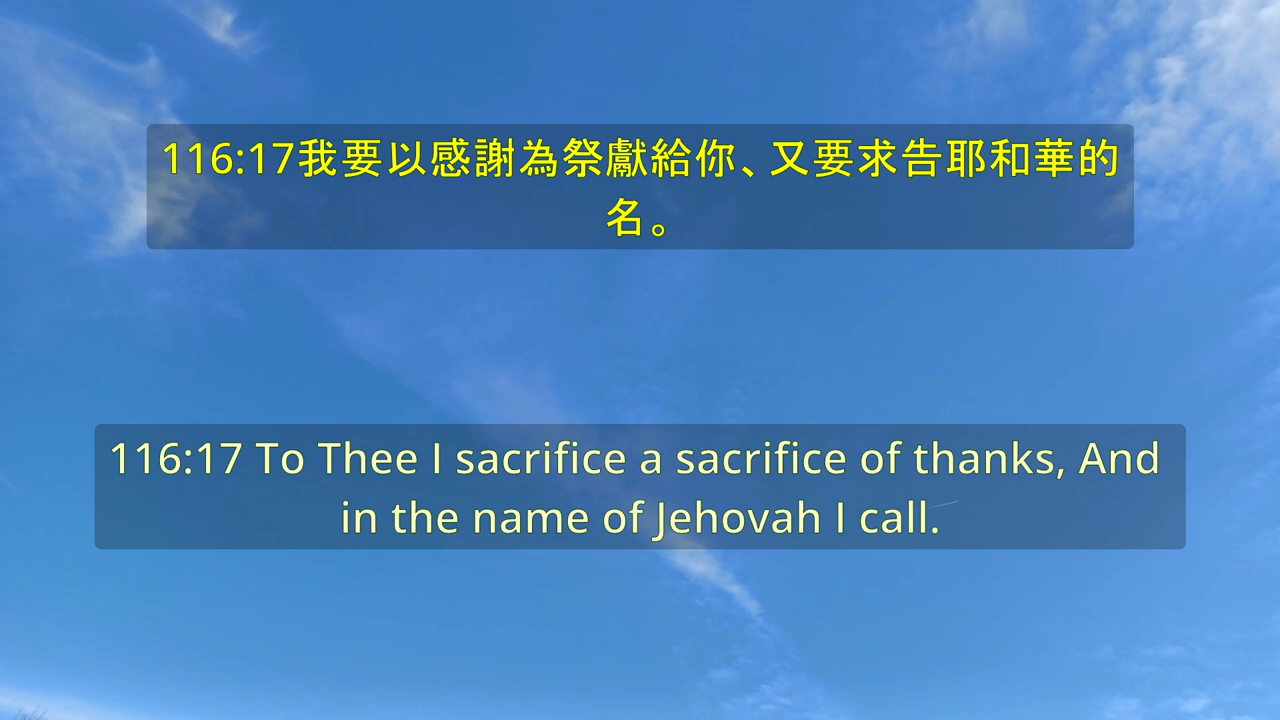 116:17我要以感謝為祭獻給你、又要求告耶和華的
名。
116:17 To Thee I sacrifice a sacrifice of thanks, And
in the name of Jehovah I call.